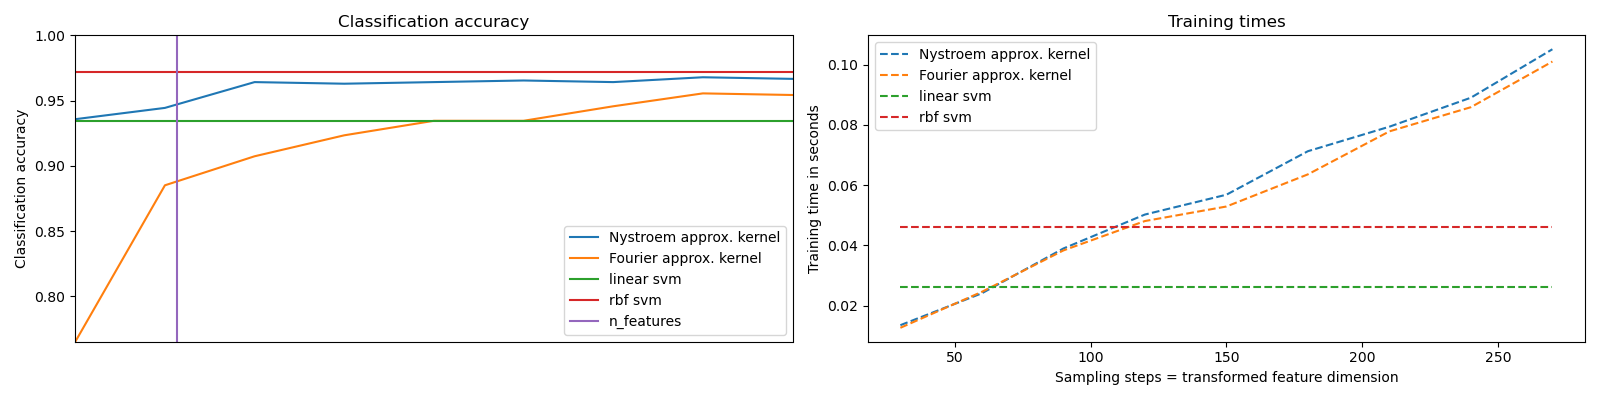 Classification accuracy
Classification accuracy
1.00
0.95
0.90
0.85
0.80
Nystroem approx. kernel
Fourier approx. kernel
linear svm
rbf svm
n_features
Training times
Training time in seconds
0.10
0.08
0.06
0.04
0.02
Nystroem approx. kernel
Fourier approx. kernel
linear svm
rbf svm
50 100 150 200 250
Sampling steps = transformed feature dimension